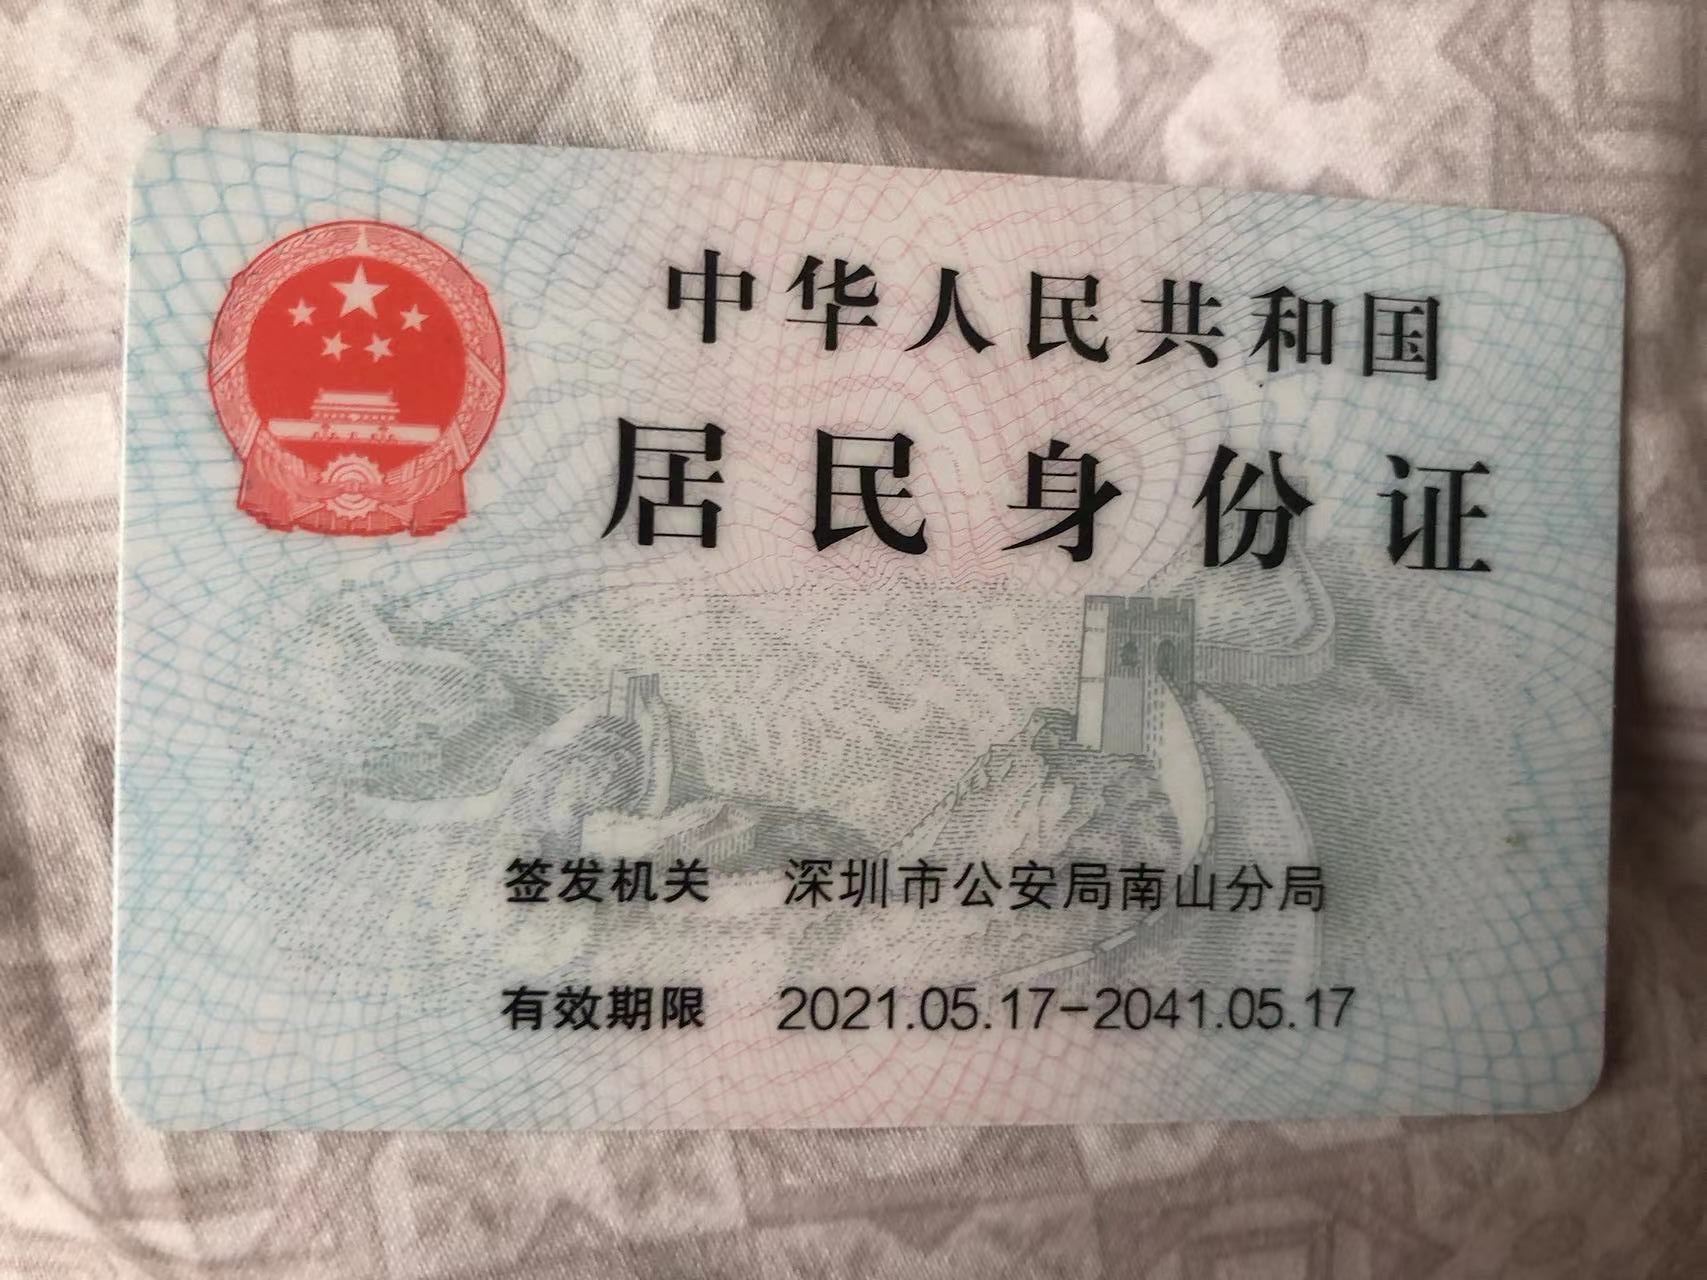 中华人民共和国
居民身份证
签发机关 深圳市公安局南山分局
有效期限 2021.05.17-2041.05.17